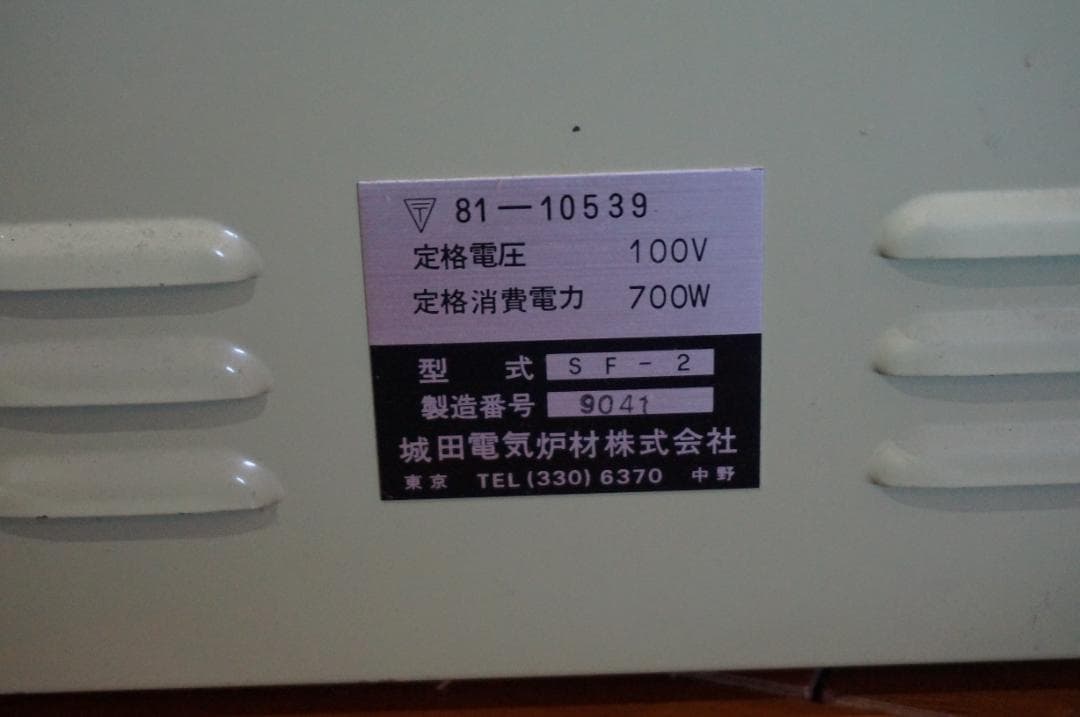 〒 81-10539
定格電圧 100V
定格消費電力 700W
型 式 SF-2
製造番号 9041
城田電気炉材株式会社
東京 TEL(330)6370 中野